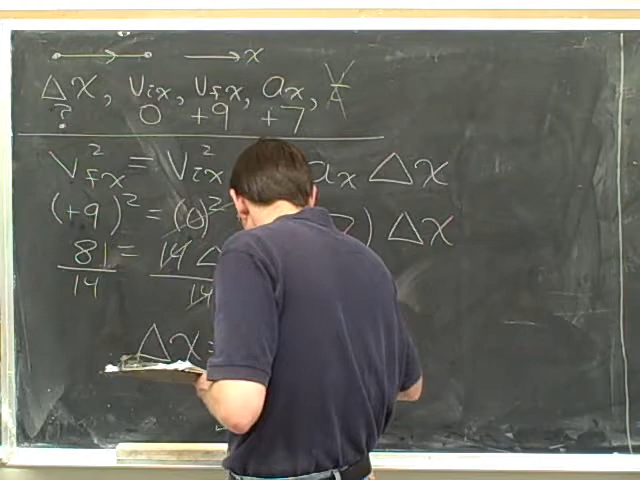 x
Δx, vix, vfx, ax,
? 0 +9 +7
vfx² = vix² ax Δx
(+9)² = (0)² ) Δx
81 = 14 Δ
14 14
Δx =